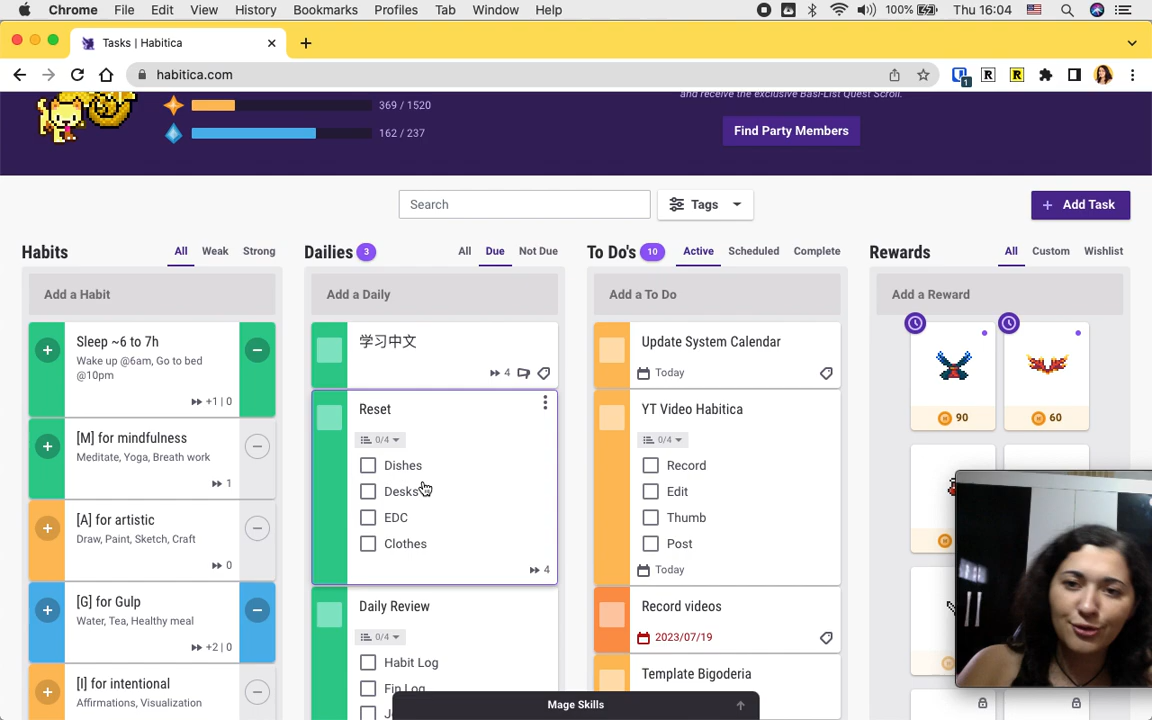 Chrome File Edit View History Bookmarks Profiles Tab Window Help 100% Thu 16:04
Tasks | Habitica
habitica.com
1
and receive the exclusive Basi-List Quest Scroll.
369 / 1520
162 / 237
Find Party Members
Search
Tags
+ Add Task
Habits
All Weak Strong
Add a Habit
Sleep ~6 to 7h
Wake up @6am, Go to bed
@10pm
+1 | 0
[M] for mindfulness
Meditate, Yoga, Breath work
1
[A] for artistic
Draw, Paint, Sketch, Craft
0
[G] for Gulp
Water, Tea, Healthy meal
+2 | 0
[I] for intentional
Affirmations, Visualization
Dailies 3
All Due Not Due
Add a Daily
学习中文
4
Reset
0/4
Dishes
Desks
EDC
Clothes
4
Daily Review
0/4
Habit Log
Fin Log
To Do's 10
Active Scheduled Complete
Add a To Do
Update System Calendar
Today
YT Video Habitica
0/4
Record
Edit
Thumb
Post
Today
Record videos
2023/07/19
Template Bigoderia
Rewards
All Custom Wishlist
Add a Reward
90
60
Mage Skills